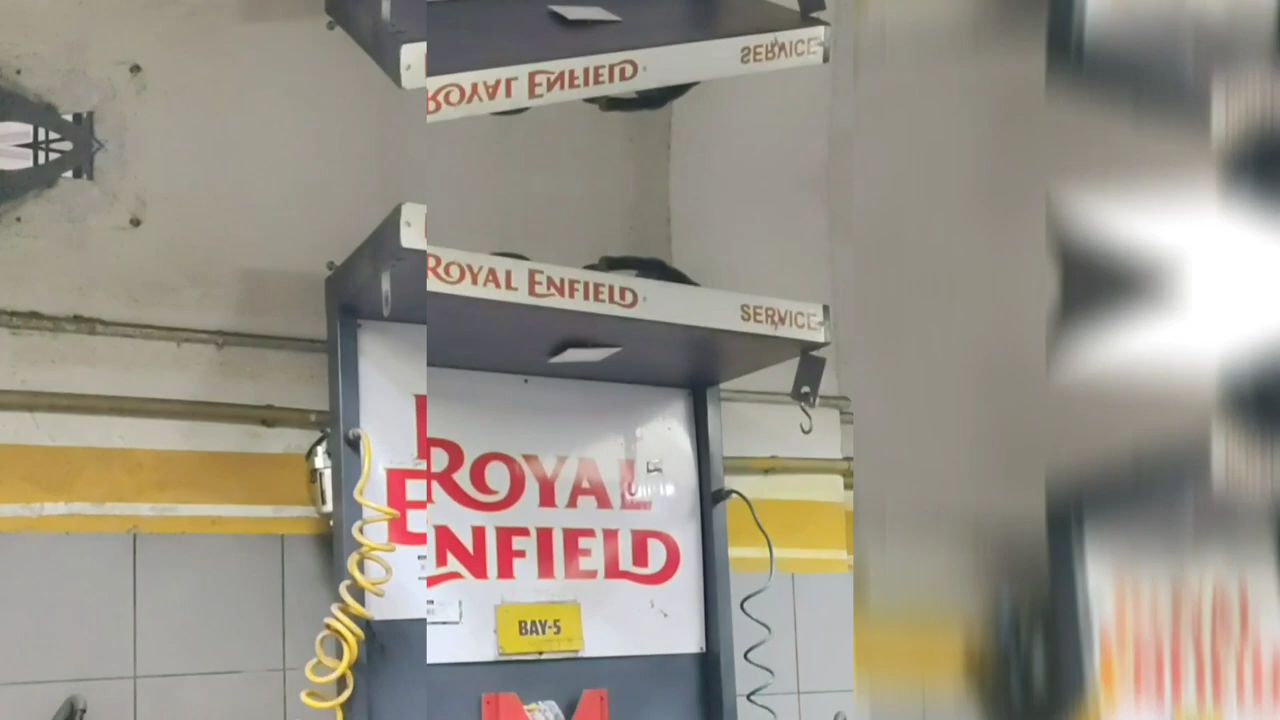 ROYAL ENFIELD SERVICE
ROYAL ENFIELD SERVICE
ROYAL
ENFIELD
BAY-5